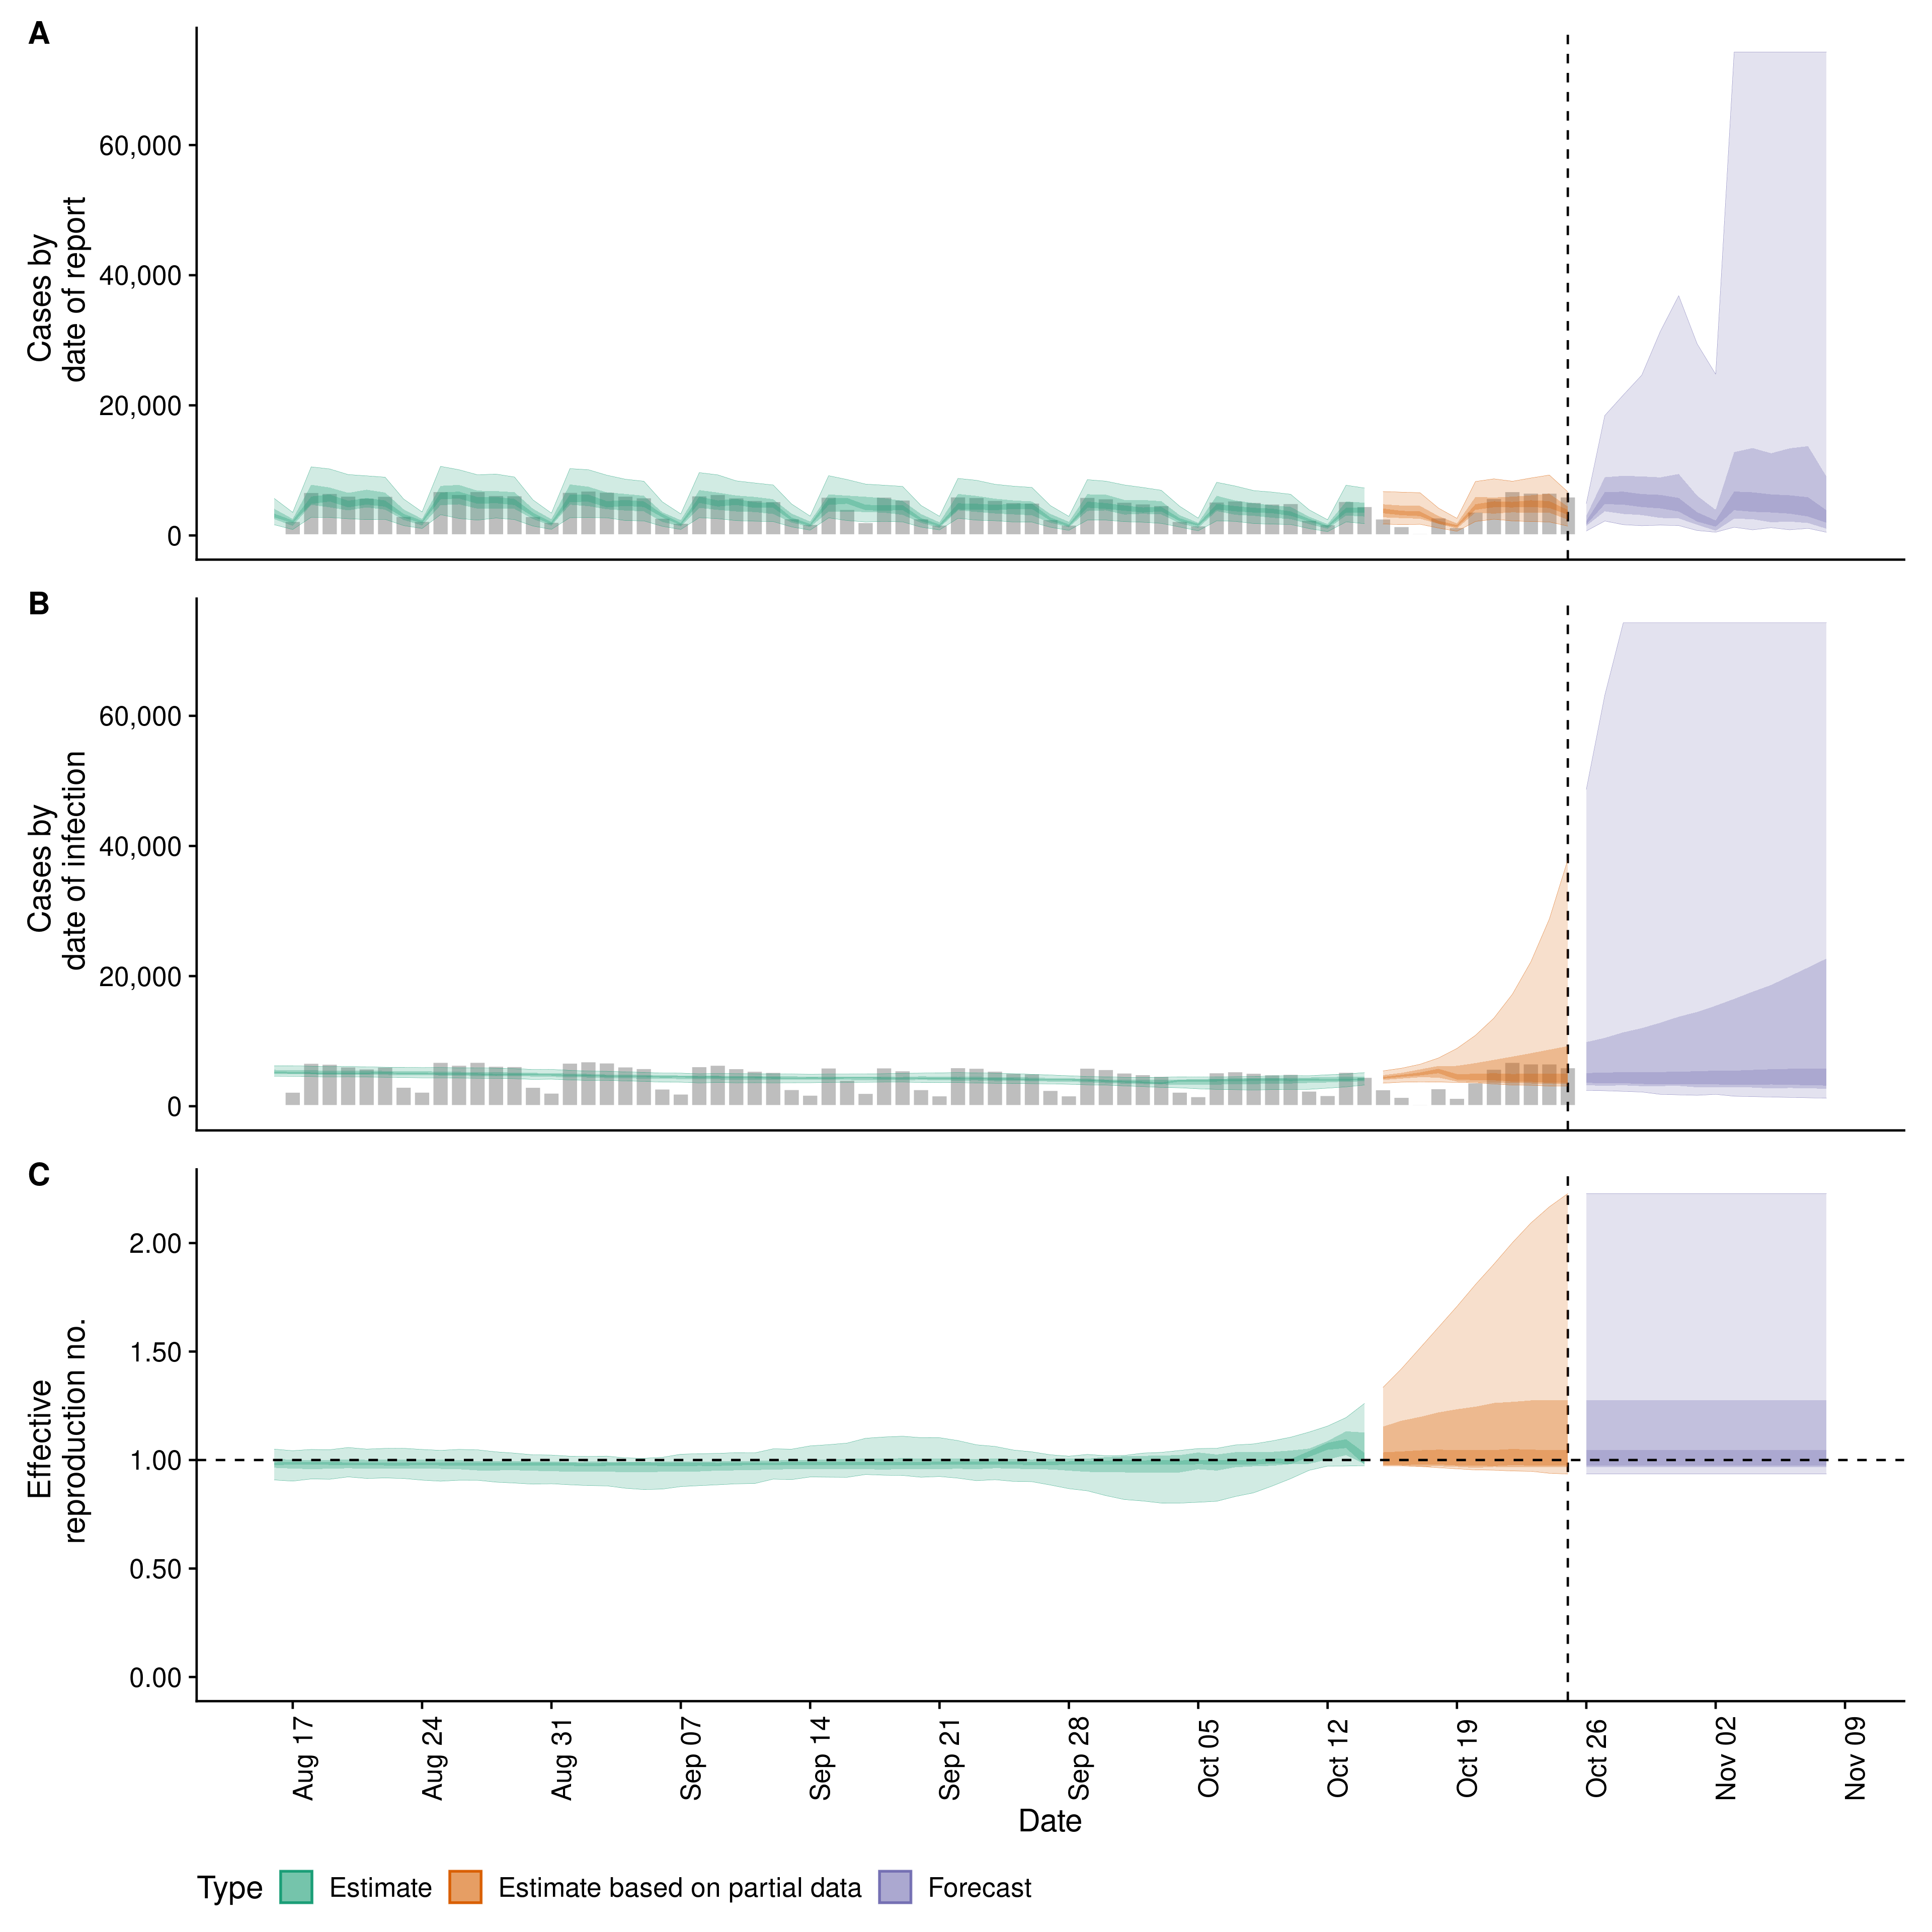 A
Cases by
date of report
60,000
40,000
20,000
0
B
Cases by
date of infection
60,000
40,000
20,000
0
C
Effective
reproduction no.
2.00
1.50
1.00
0.50
0.00
Aug 17
Aug 24
Aug 31
Sep 07
Sep 14
Sep 21
Sep 28
Oct 05
Oct 12
Oct 19
Oct 26
Nov 02
Nov 09
Date
Type Estimate Estimate based on partial data Forecast